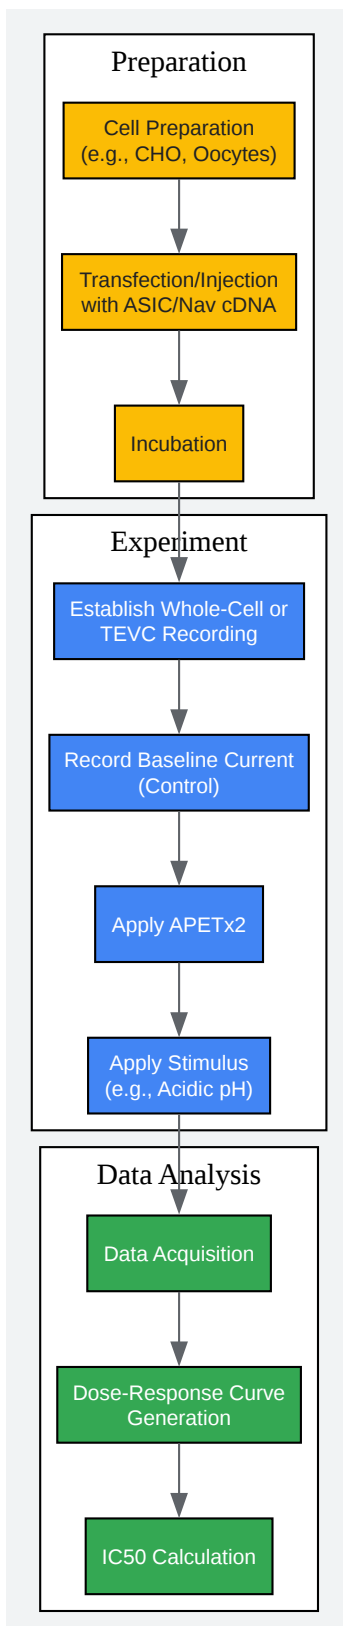 Preparation
Cell Preparation
(e.g., CHO, Oocytes)
Transfection/Injection
with ASIC/Nav cDNA
Incubation
Experiment
Establish Whole-Cell or
TEVC Recording
Record Baseline Current
(Control)
Apply APETx2
Apply Stimulus
(e.g., Acidic pH)
Data Analysis
Data Acquisition
Dose-Response Curve
Generation
IC50 Calculation